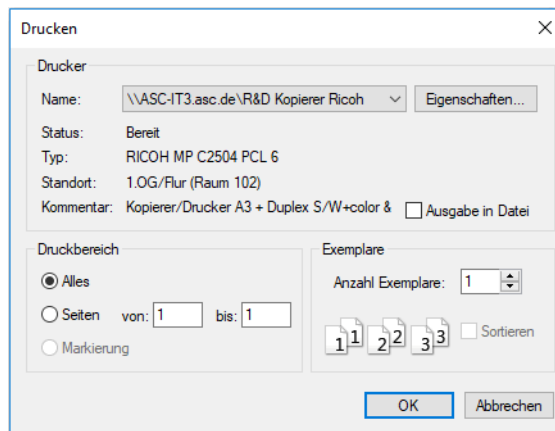 Drucken
Drucker
Name: \\ASC-IT3.asc.de\R&D Kopierer Ricoh Eigenschaften...
Status: Bereit
Typ: RICOH MP C2504 PCL 6
Standort: 1.OG/Flur (Raum 102)
Kommentar: Kopierer/Drucker A3 + Duplex S/W+color & Ausgabe in Datei
Druckbereich
Alles
Seiten von: 1 bis: 1
Markierung
Exemplare
Anzahl Exemplare: 1
1 1 2 2 3 3 Sortieren
OK Abbrechen